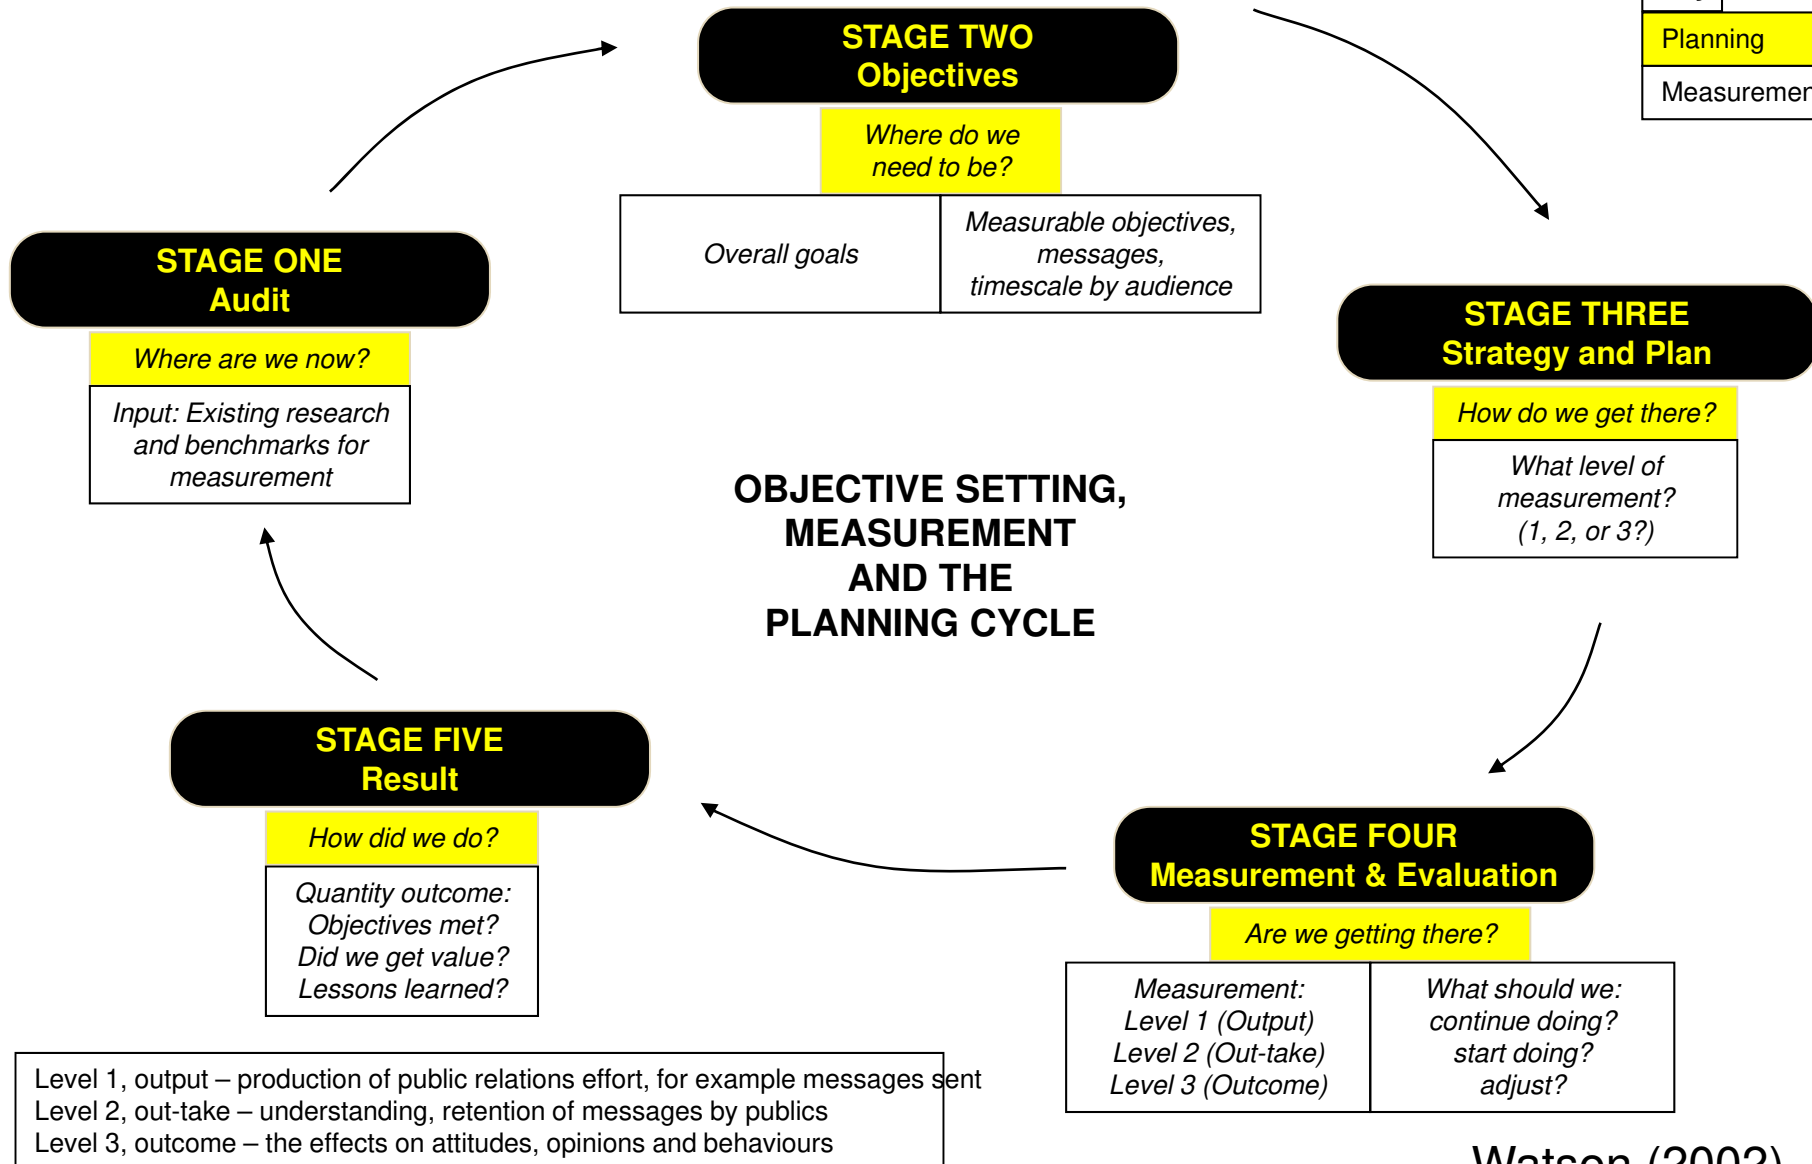 STAGE TWO
Objectives
Where do we
need to be?
Overall goals
Measurable objectives,
messages,
timescale by audience
Planning
Measuremen
STAGE ONE
Audit
Where are we now?
Input: Existing research
and benchmarks for
measurement
STAGE THREE
Strategy and Plan
How do we get there?
What level of
measurement?
(1, 2, or 3?)
OBJECTIVE SETTING,
MEASUREMENT
AND THE
PLANNING CYCLE
STAGE FIVE
Result
How did we do?
Quantity outcome:
Objectives met?
Did we get value?
Lessons learned?
STAGE FOUR
Measurement & Evaluation
Are we getting there?
Measurement:
Level 1 (Output)
Level 2 (Out-take)
Level 3 (Outcome)
What should we:
continue doing?
start doing?
adjust?
Level 1, output – production of public relations effort, for example messages sent
Level 2, out-take – understanding, retention of messages by publics
Level 3, outcome – the effects on attitudes, opinions and behaviours
Watson (2002)